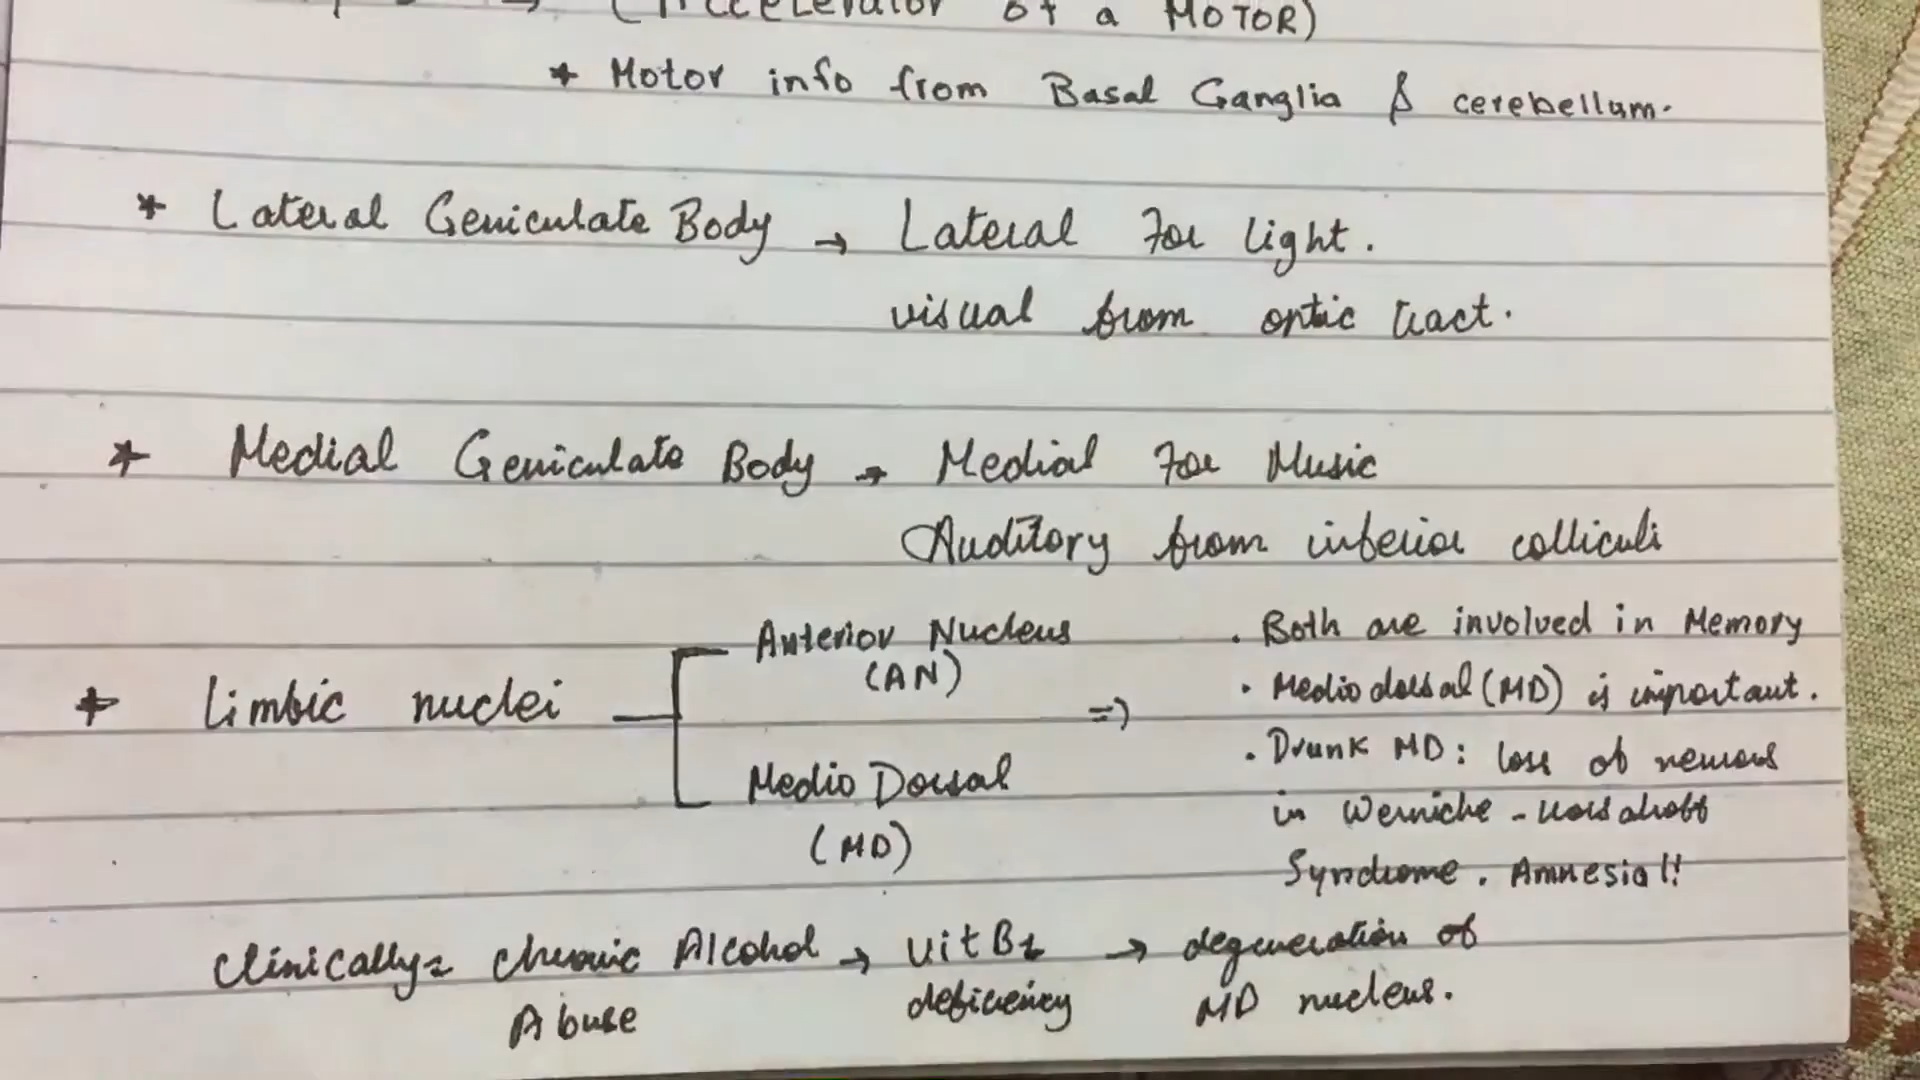 (Accelerator of a MOTOR)
* Motor info from Basal Ganglia & cerebellum.
* Lateral Geniculate Body → Lateral For light.
visual from optic tract.
* Medial Geniculate Body → Medial For Music
Auditory from inferior colliculi
* limbic nuclei
Anterior Nucleus
(AN)
Medio Dorsal
(MD)
=> . Both are involved in Memory
. Medio dorsal (MD) is important.
. Drunk MD: loss of
in Wernicke - Korsakoff
Syndrome. Amnesia!!
Clinically = chronic Alcohol → Vit B1 → degeneration of
Abuse deficiency MD nucleus.